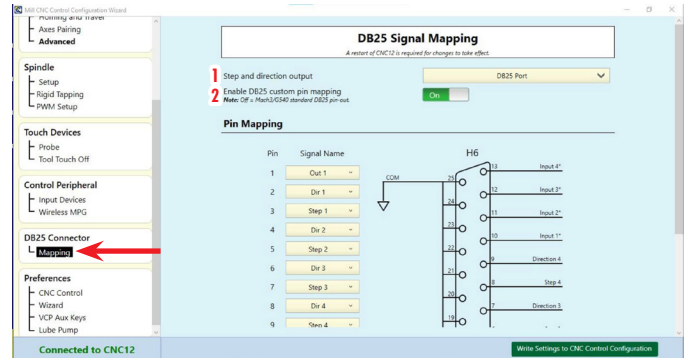 Mill CNC Control Configuration Wizard
Homing and Travel
Axes Pairing
Advanced
Spindle
Setup
Rigid Tapping
PWM Setup
Touch Devices
Probe
Tool Touch Off
Control Peripheral
Input Devices
Wireless MPG
DB25 Connector
Mapping
Preferences
CNC Control
Wizard
VCP Aux Keys
Lube Pump
Connected to CNC12
DB25 Signal Mapping
A restart of CNC12 is required for changes to take effect.
1 Step and direction output DB25 Port
2 Enable DB25 custom pin mapping On
Note: Off = Mach3/G540 standard DB25 pin-out.
Pin Mapping
Pin Signal Name
1 Out 1
2 Dir 1
3 Step 1
4 Dir 2
5 Step 2
6 Dir 3
7 Step 3
8 Dir 4
9 Step 4
H6
COM
13 Input 4*
25
12 Input 3*
24
11 Input 2*
23
10 Input 1*
22
9 Direction 4
21
8 Step 4
20
7 Direction 3
19
Write Settings to CNC Control Configuration